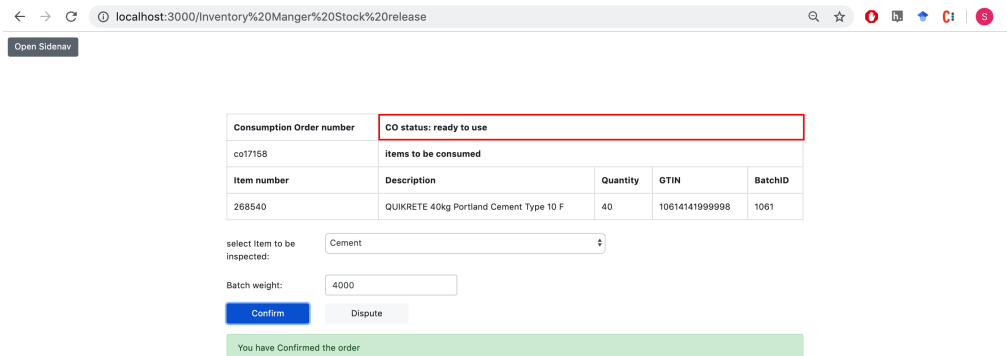 localhost:3000/Inventory%20Manger%20Stock%20release
h.
C
S
Open Sidenav
Consumption Order number CO status: ready to use
co17158 items to be consumed
Item number Description Quantity GTIN BatchID
268540 QUIKRETE 40kg Portland Cement Type 10 F 40 10614141999998 1061
select Item to be inspected: Cement
Batch weight: 4000
Confirm Dispute
You have Confirmed the order